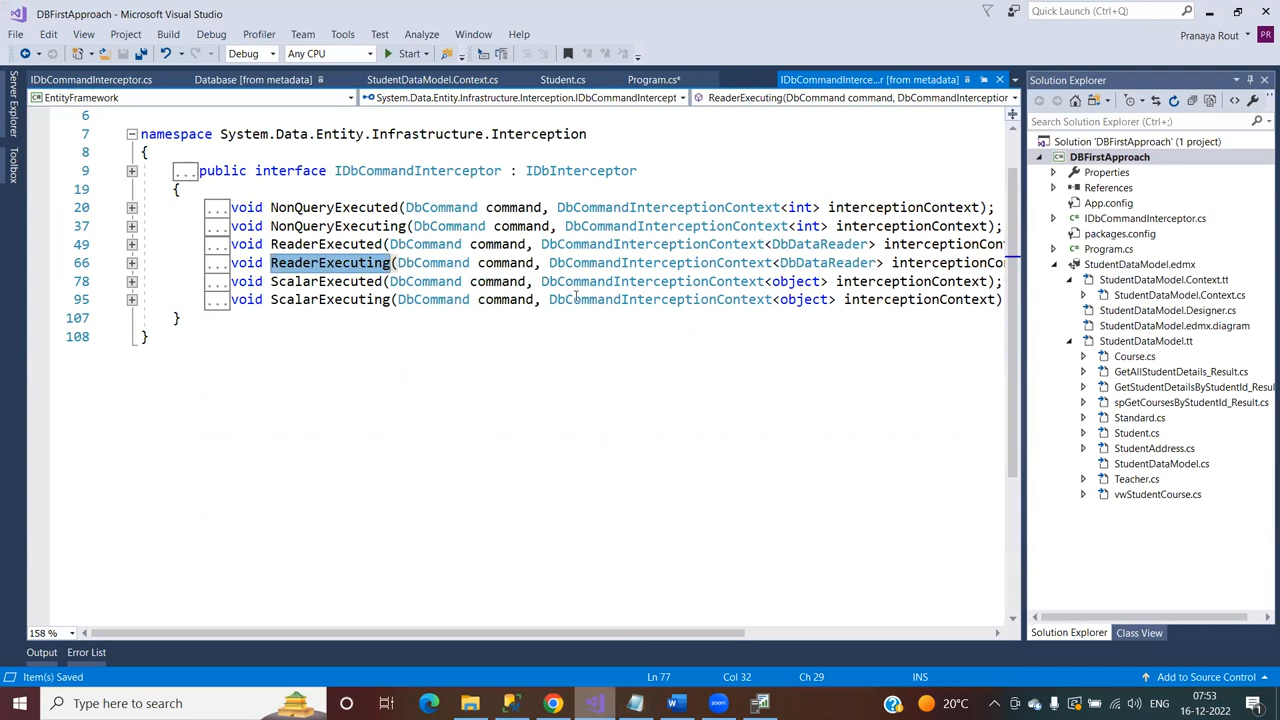 DBFirstApproach - Microsoft Visual Studio
Quick Launch (Ctrl+Q)
File Edit View Project Build Debug Profiler Team Tools Test Analyze Window Help
Pranaya Rout PR
Debug Any CPU Start
IDbCommandInterceptor.cs Database [from metadata] StudentDataModel.Context.cs Student.cs Program.cs* IDbCommandInterce...r [from metadata]
EntityFramework System.Data.Entity.Infrastructure.Interception.IDbCommandIntercept ReaderExecuting(DbCommand command, DbCommandInterception
Server Explorer
Toolbox
6
7 namespace System.Data.Entity.Infrastructure.Interception
8 {
9 ...public interface IDbCommandInterceptor : IDbInterceptor
19 {
20 ...void NonQueryExecuted(DbCommand command, DbCommandInterceptionContext<int> interceptionContext);
37 ...void NonQueryExecuting(DbCommand command, DbCommandInterceptionContext<int> interceptionContext);
49 ...void ReaderExecuted(DbCommand command, DbCommandInterceptionContext<DbDataReader> interceptionCont
66 ...void ReaderExecuting(DbCommand command, DbCommandInterceptionContext<DbDataReader> interceptionCo
78 ...void ScalarExecuted(DbCommand command, DbCommandInterceptionContext<object> interceptionContext);
95 ...void ScalarExecuting(DbCommand command, DbCommandInterceptionContext<object> interceptionContext)
107 }
108 }
158 %
Solution Explorer
Search Solution Explorer (Ctrl+;)
Solution 'DBFirstApproach' (1 project)
DBFirstApproach
Properties
References
App.config
IDbCommandInterceptor.cs
packages.config
Program.cs
StudentDataModel.edmx
StudentDataModel.Context.tt
StudentDataModel.Context.cs
StudentDataModel.Designer.cs
StudentDataModel.edmx.diagram
StudentDataModel.tt
Course.cs
GetAllStudentDetails_Result.cs
GetStudentDetailsByStudentId_Resu
spGetCoursesByStudentId_Result.cs
Standard.cs
Student.cs
StudentAddress.cs
StudentDataModel.cs
Teacher.cs
vwStudentCourse.cs
Solution Explorer Class View
Output Error List
Item(s) Saved Ln 77 Col 32 Ch 29 INS Add to Source Control
Type here to search
20°C ENG 07:53
16-12-2022